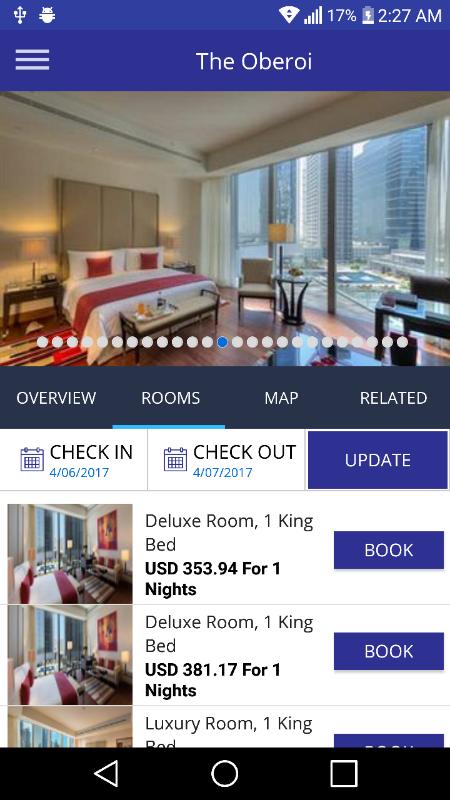 17% 2:27 AM
The Oberoi
OVERVIEW ROOMS MAP RELATED
CHECK IN CHECK OUT UPDATE
4/06/2017 4/07/2017
Deluxe Room, 1 King
Bed
BOOK
USD 353.94 For 1
Nights
Deluxe Room, 1 King
Bed
BOOK
USD 381.17 For 1
Nights
Luxury Room, 1 King
Bed
BOOK